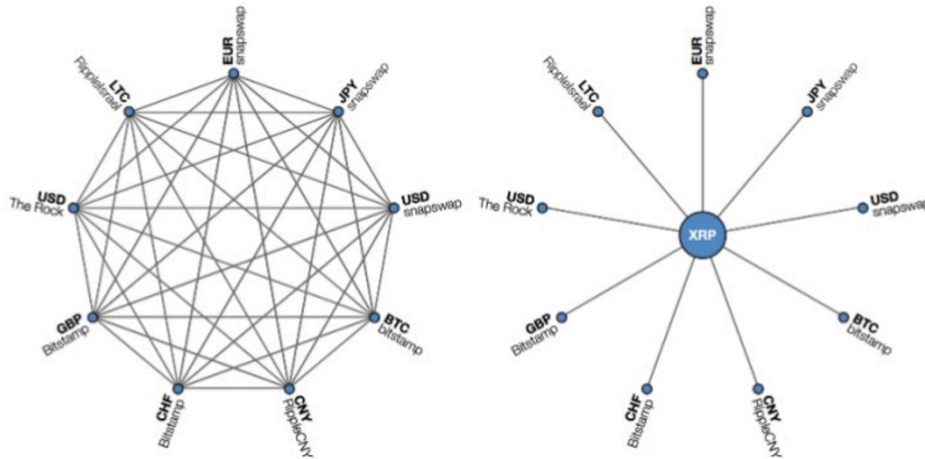 EUR
snapswap
JPY
snapswap
USD
snapswap
BTC
bitstamp
CNY
RippleCNY
CHF
Bitstamp
GBP
Bitstamp
USD
The Rock
LTC
RippleIsrael
EUR
snapswap
JPY
snapswap
USD
snapswap
BTC
bitstamp
CNY
RippleCNY
CHF
Bitstamp
GBP
Bitstamp
USD
The Rock
LTC
RippleIsrael
XRP